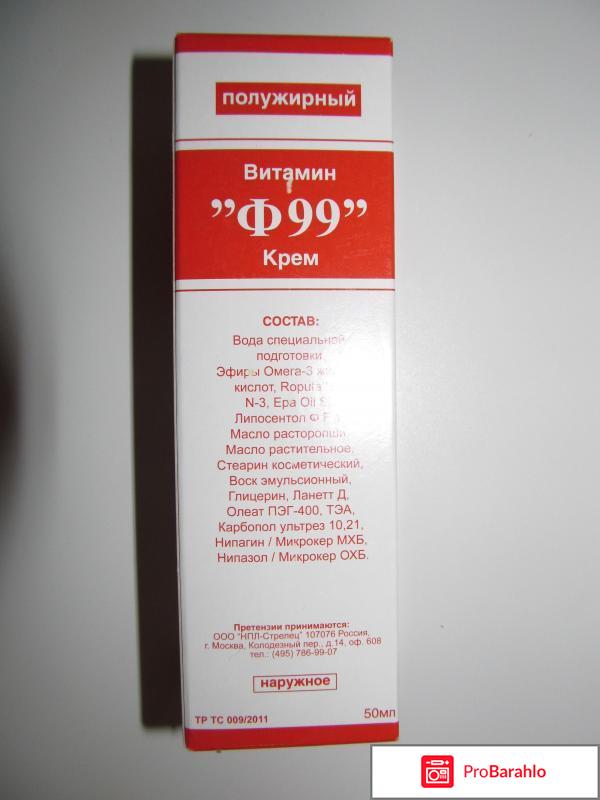 полужирный
Витамин
”Ф99”
Крем
СОСТАВ:
Вода специальной
подготовки
Эфиры Омега-3
кислот,
N-3, Epa Oil
Липосентол Ф
Масло расторопши
Масло растительное,
Стеарин косметический,
Воск эмульсионный,
Глицерин, Ланетт Д,
Олеат ПЭГ-400, ТЭА,
Карбопол ультрез 10,21,
Нипагин / Микрокер МХБ,
Нипазол / Микрокер ОХБ.
Претензии принимаются:
ООО "НПЛ-Стрелец" 107076 Россия,
г. Москва, Колодезный пер., д.14, оф. 608
тел.: (495) 786-99-07
наружное
ТР ТС 009/2011
50мл
ProBarahlo